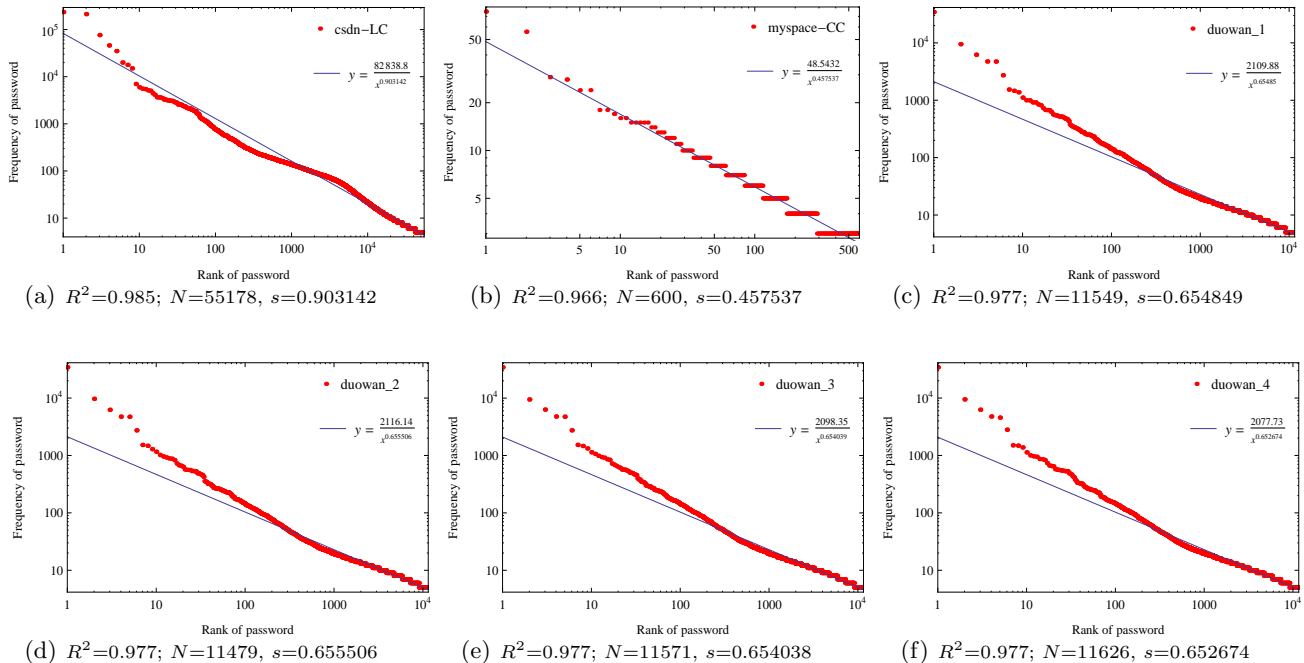 csdn-LC
y = 82838.8 / x^0.903142
10^5
10^4
1000
100
10
1 10 100 1000 10^4
Frequency of password
Rank of password
(a) R^2=0.985; N=55178, s=0.903142
myspace-CC
y = 48.5432 / x^0.457537
50
20
10
5
1 5 10 50 100 500
Frequency of password
Rank of password
(b) R^2=0.966; N=600, s=0.457537
duowan_1
y = 2109.88 / x^0.65485
10^4
1000
100
10
1 10 100 1000 10^4
Frequency of password
Rank of password
(c) R^2=0.977; N=11549, s=0.654849
duowan_2
y = 2116.14 / x^0.655506
10^4
1000
100
10
1 10 100 1000 10^4
Frequency of password
Rank of password
(d) R^2=0.977; N=11479, s=0.655506
duowan_3
y = 2098.35 / x^0.654039
10^4
1000
100
10
1 10 100 1000 10^4
Frequency of password
Rank of password
(e) R^2=0.977; N=11571, s=0.654038
duowan_4
y = 2077.73 / x^0.652674
10^4
1000
100
10
1 10 100 1000 10^4
Frequency of password
Rank of password
(f) R^2=0.977; N=11626, s=0.652674